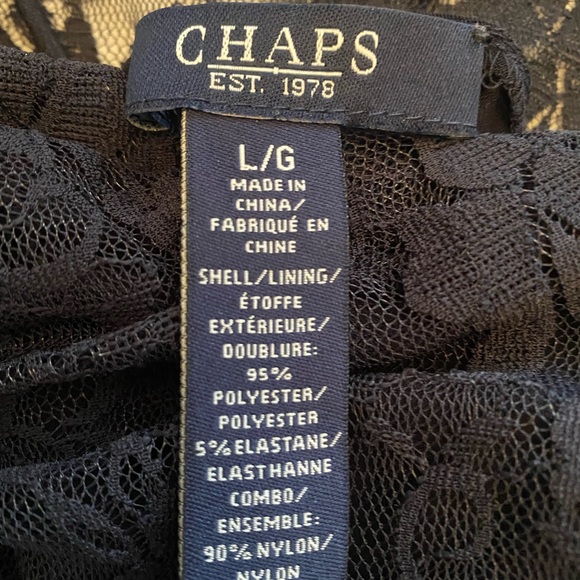 CHAPS
EST. 1978
L/G
MADE IN
CHINA/
FABRIQUÉ EN
CHINE
SHELL/LINING/
ÉTOFFE
EXTÉRIEURE/
DOUBLURE:
95%
POLYESTER/
POLYESTER
5% ELASTANE/
ELASTHANNE
COMBO/
ENSEMBLE:
90% NYLON/
NYLON